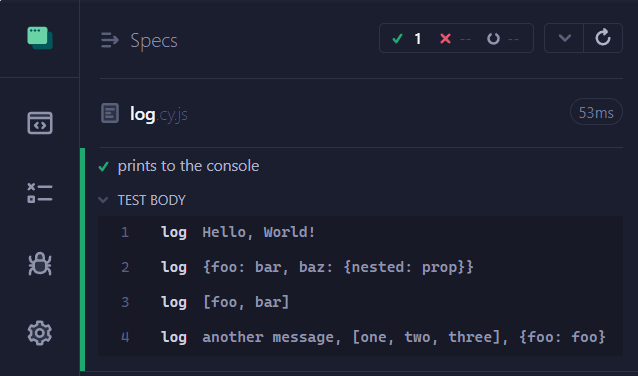 Specs
1 -- --
log.cy.js
53ms
prints to the console
TEST BODY
1 log Hello, World!
2 log {foo: bar, baz: {nested: prop}}
3 log [foo, bar]
4 log another message, [one, two, three], {foo: foo}